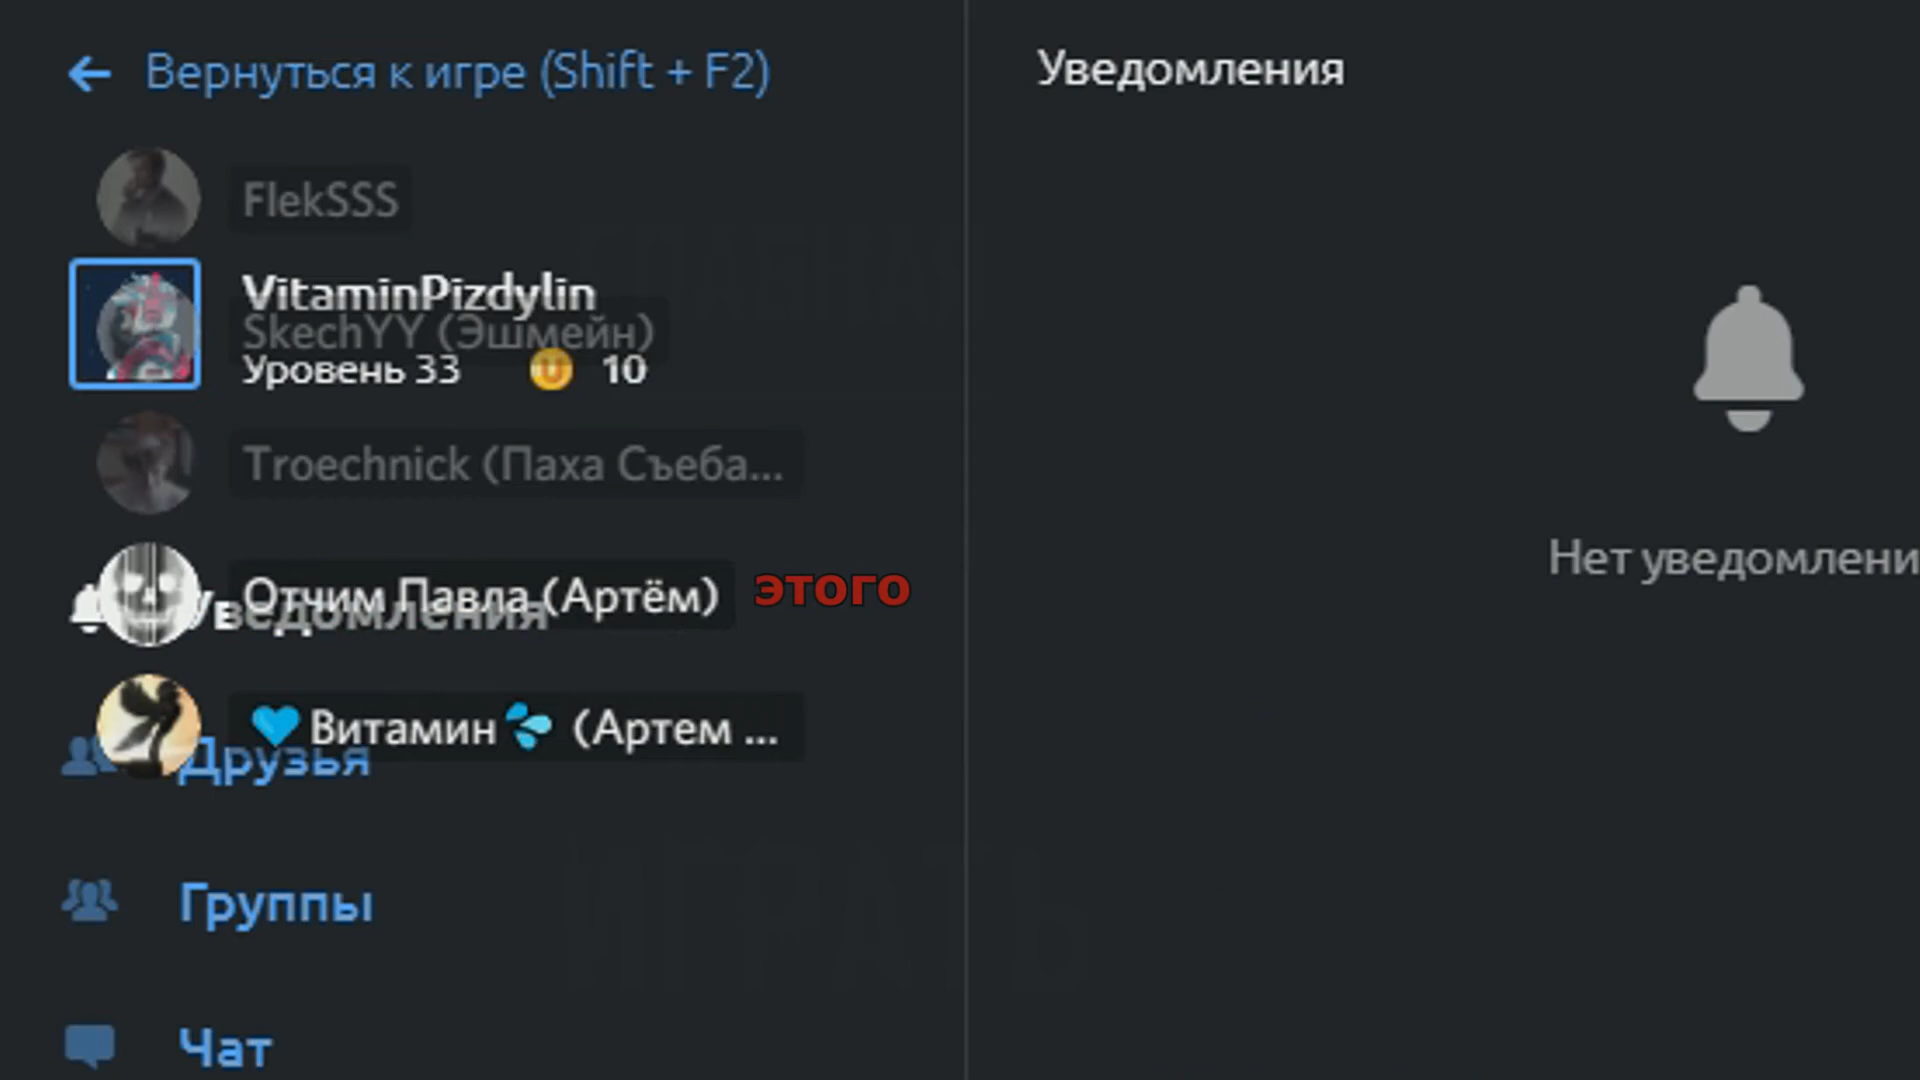 Вернуться к игре (Shift + F2)
Уведомления
FlekSSS
VitaminPizdylin
SkechYY (Эшмейн)
Уровень 33 10
Troechnick (Паха Съеба...
Отчим Павла (Артём) этого
Уведомления
Нет уведомлени
Витамин (Артем ...
Друзья
Группы
Чат
ИГРАТЬ